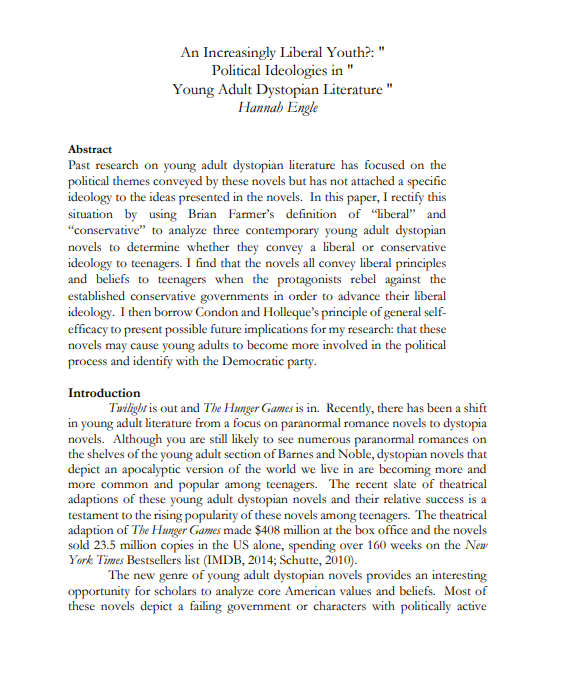 An Increasingly Liberal Youth?: "
Political Ideologies in "
Young Adult Dystopian Literature "
Hannah Engle
Abstract
Past research on young adult dystopian literature has focused on the
political themes conveyed by these novels but has not attached a specific
ideology to the ideas presented in the novels. In this paper, I rectify this
situation by using Brian Farmer's definition of “liberal” and
“conservative” to analyze three contemporary young adult dystopian
novels to determine whether they convey a liberal or conservative
ideology to teenagers. I find that the novels all convey liberal principles
and beliefs to teenagers when the protagonists rebel against the
established conservative governments in order to advance their liberal
ideology. I then borrow Condon and Holleque's principle of general self-
efficacy to present possible future implications for my research: that these
novels may cause young adults to become more involved in the political
process and identify with the Democratic party.
Introduction
Twilight is out and The Hunger Games is in. Recently, there has been a shift
in young adult literature from a focus on paranormal romance novels to dystopia
novels. Although you are still likely to see numerous paranormal romances on
the shelves of the young adult section of Barnes and Noble, dystopian novels that
depict an apocalyptic version of the world we live in are becoming more and
more common and popular among teenagers. The recent slate of theatrical
adaptions of these young adult dystopian novels and their relative success is a
testament to the rising popularity of these novels among teenagers. The theatrical
adaption of The Hunger Games made $408 million at the box office and the novels
sold 23.5 million copies in the US alone, spending over 160 weeks on the New
York Times Bestsellers list (IMDB, 2014; Schutte, 2010).
The new genre of young adult dystopian novels provides an interesting
opportunity for scholars to analyze core American values and beliefs. Most of
these novels depict a failing government or characters with politically active